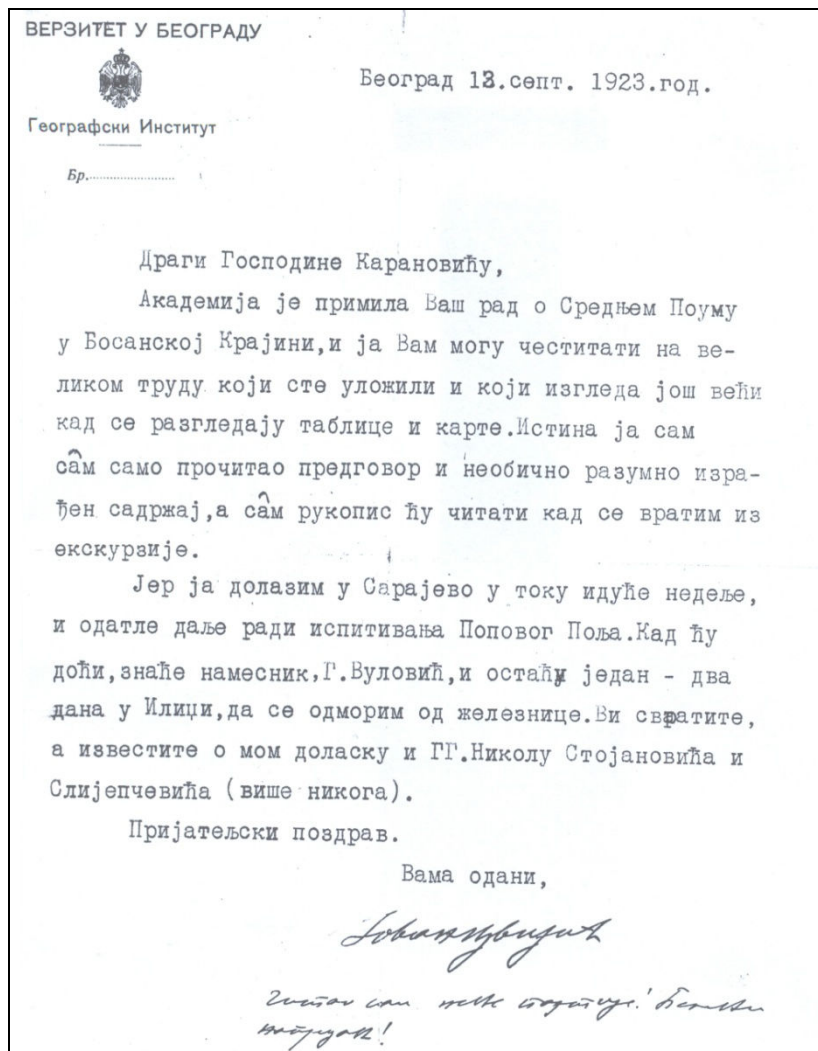 ВЕРЗИТЕТ У БЕОГРАДУ
Географски Институт
Бр.
Београд 13.септ. 1923.год.
Драги Господине Карановићу,
Академија је примила Ваш рад о Средњем Поуму
у Босанској Крајини,и ја Вам могу честитати на ве-
ликом труду који сте уложили и који изгледа још већи
кад се разгледају таблице и карте.Истина ја сам
са̂м само прочитао предговор и необично разумно изра-
ђен садржај,а са̂м рукопис ћу читати кад се вратим из
екскурзије.
Јер ја долазим у Сарајево у току идуће недеље,
и одатле даље ради испитивања Поповог Поља.Кад ћу
доћи,знаће намесник,Г.Вуловић,и остаћу један - два
дана у Илиџи,да се одморим од железнице.Ви свратите,
а известите о мом доласку и ГГ.Николу Стојановића и
Слијепчевића (више никога).
Пријатељски поздрав.
Вама одани,
Јован Цвијић